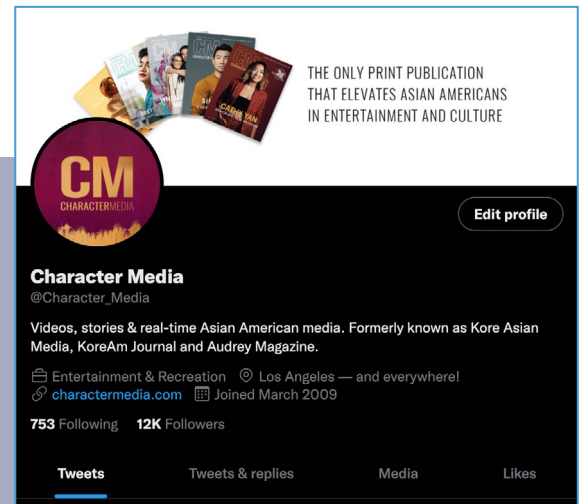 THE ONLY PRINT PUBLICATION
THAT ELEVATES ASIAN AMERICANS
IN ENTERTAINMENT AND CULTURE
CM
CHARACTERMEDIA
Edit profile
Character Media
@Character_Media
Videos, stories & real-time Asian American media. Formerly known as Kore Asian
Media, KoreAm Journal and Audrey Magazine.
Entertainment & Recreation Los Angeles — and everywhere!
charactermedia.com Joined March 2009
753 Following 12K Followers
Tweets Tweets & replies Media Likes